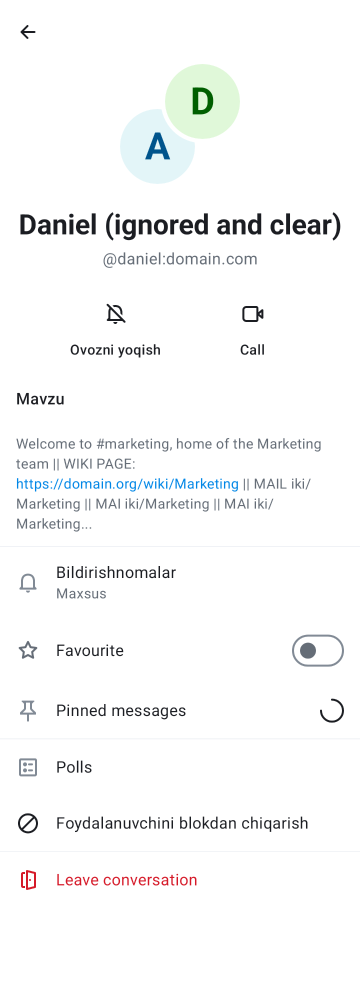 D
A
Daniel (ignored and clear)
@daniel:domain.com
Ovozni yoqish
Call
Mavzu
Welcome to #marketing, home of the Marketing
team || WIKI PAGE:
https://domain.org/wiki/Marketing || MAIL iki/
Marketing || MAI iki/Marketing || MAI iki/
Marketing...
Bildirishnomalar
Maxsus
Favourite
Pinned messages
Polls
Foydalanuvchini blokdan chiqarish
Leave conversation